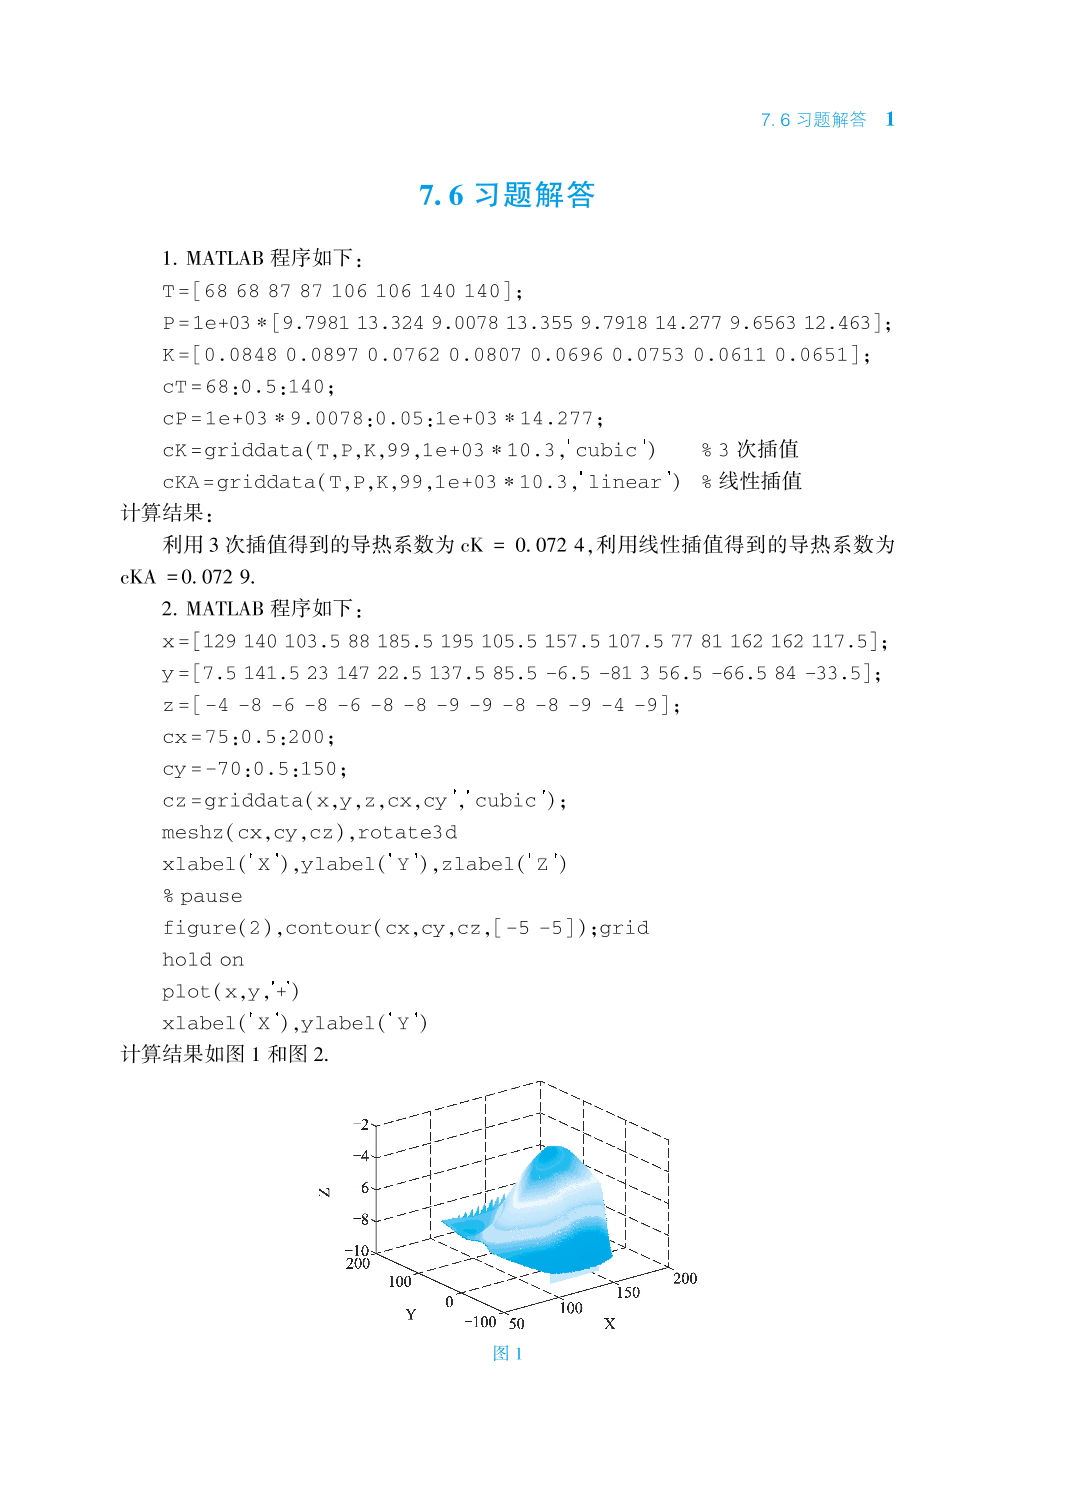 7. 6 习题解答 1
7. 6 习题解答
1. MATLAB 程序如下:
T=[68 68 87 87 106 106 140 140];
P=1e+03*[9.7981 13.324 9.0078 13.355 9.7918 14.277 9.6563 12.463];
K=[0.0848 0.0897 0.0762 0.0807 0.0696 0.0753 0.0611 0.0651];
cT=68:0.5:140;
cP=1e+03*9.0078:0.05:1e+03*14.277;
cK=griddata(T,P,K,99,1e+03*10.3,'cubic') % 3 次插值
cKA=griddata(T,P,K,99,1e+03*10.3,'linear') % 线性插值
计算结果:
利用 3 次插值得到的导热系数为 cK = 0. 072 4,利用线性插值得到的导热系数为
cKA =0. 072 9.
2. MATLAB 程序如下:
x=[129 140 103.5 88 185.5 195 105.5 157.5 107.5 77 81 162 162 117.5];
y=[7.5 141.5 23 147 22.5 137.5 85.5 -6.5 -81 3 56.5 -66.5 84 -33.5];
z=[-4 -8 -6 -8 -6 -8 -8 -9 -9 -8 -8 -9 -4 -9];
cx=75:0.5:200;
cy=-70:0.5:150;
cz=griddata(x,y,z,cx,cy','cubic');
meshz(cx,cy,cz),rotate3d
xlabel('X'),ylabel('Y'),zlabel('Z')
% pause
figure(2),contour(cx,cy,cz,[-5 -5]);grid
hold on
plot(x,y,'+')
xlabel('X'),ylabel('Y')
计算结果如图 1 和图 2.
-2
-4
6
-8
-10
Z
200
100
0
-100
Y
50
100
150
200
X
图 1